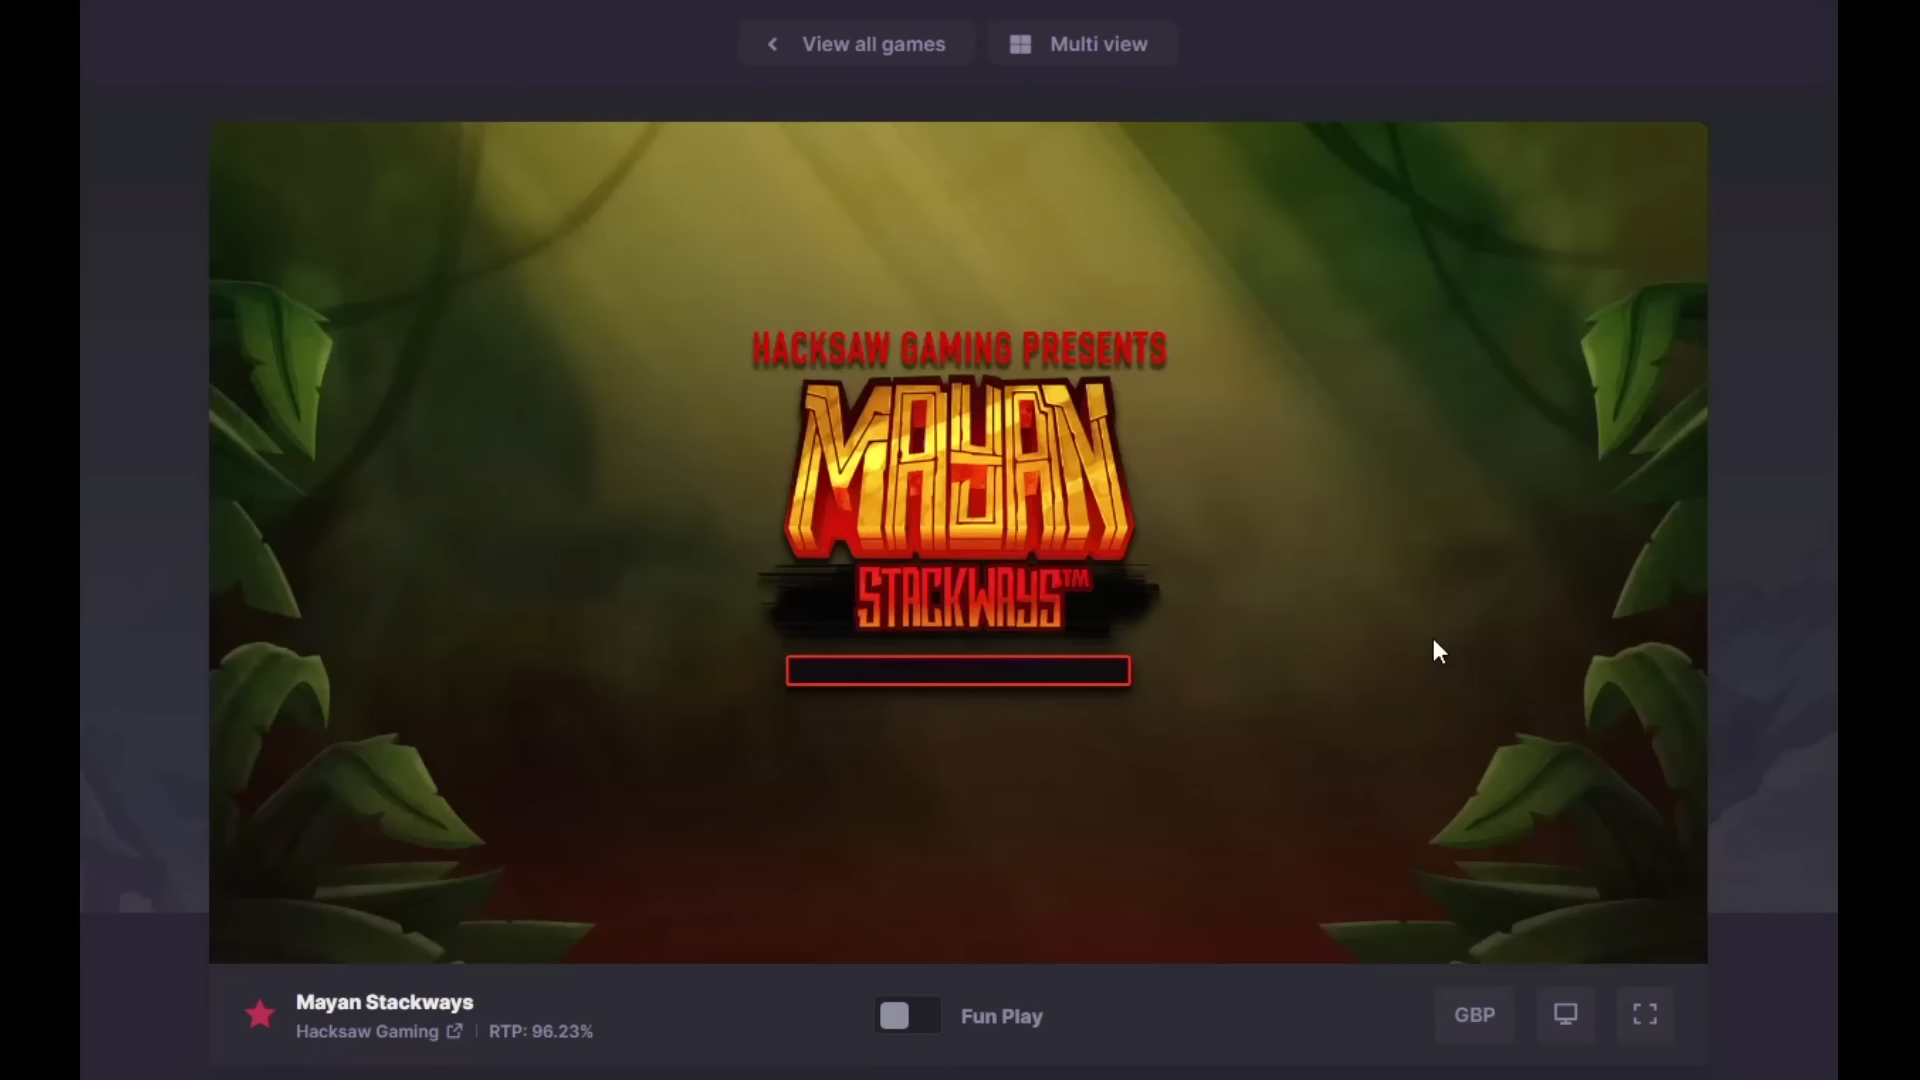 View all games
Multi view
HACKSAW GAMING PRESENTS
MAYAN
STACKWAYS™
Mayan Stackways
Hacksaw Gaming | RTP: 96.23%
Fun Play
GBP